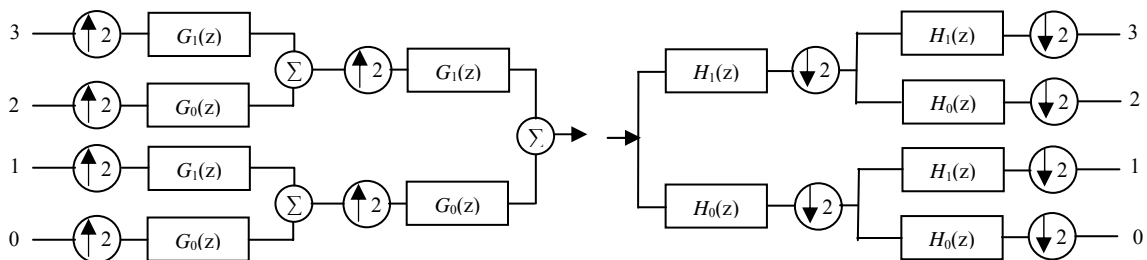 3 2 G1(z) H1(z) 2 3
∑ 2 G1(z) H1(z) 2
2 2 G0(z) H0(z) 2 2
∑
1 2 G1(z) H1(z) 2 1
∑ 2 G0(z) H0(z) 2
0 2 G0(z) H0(z) 2 0